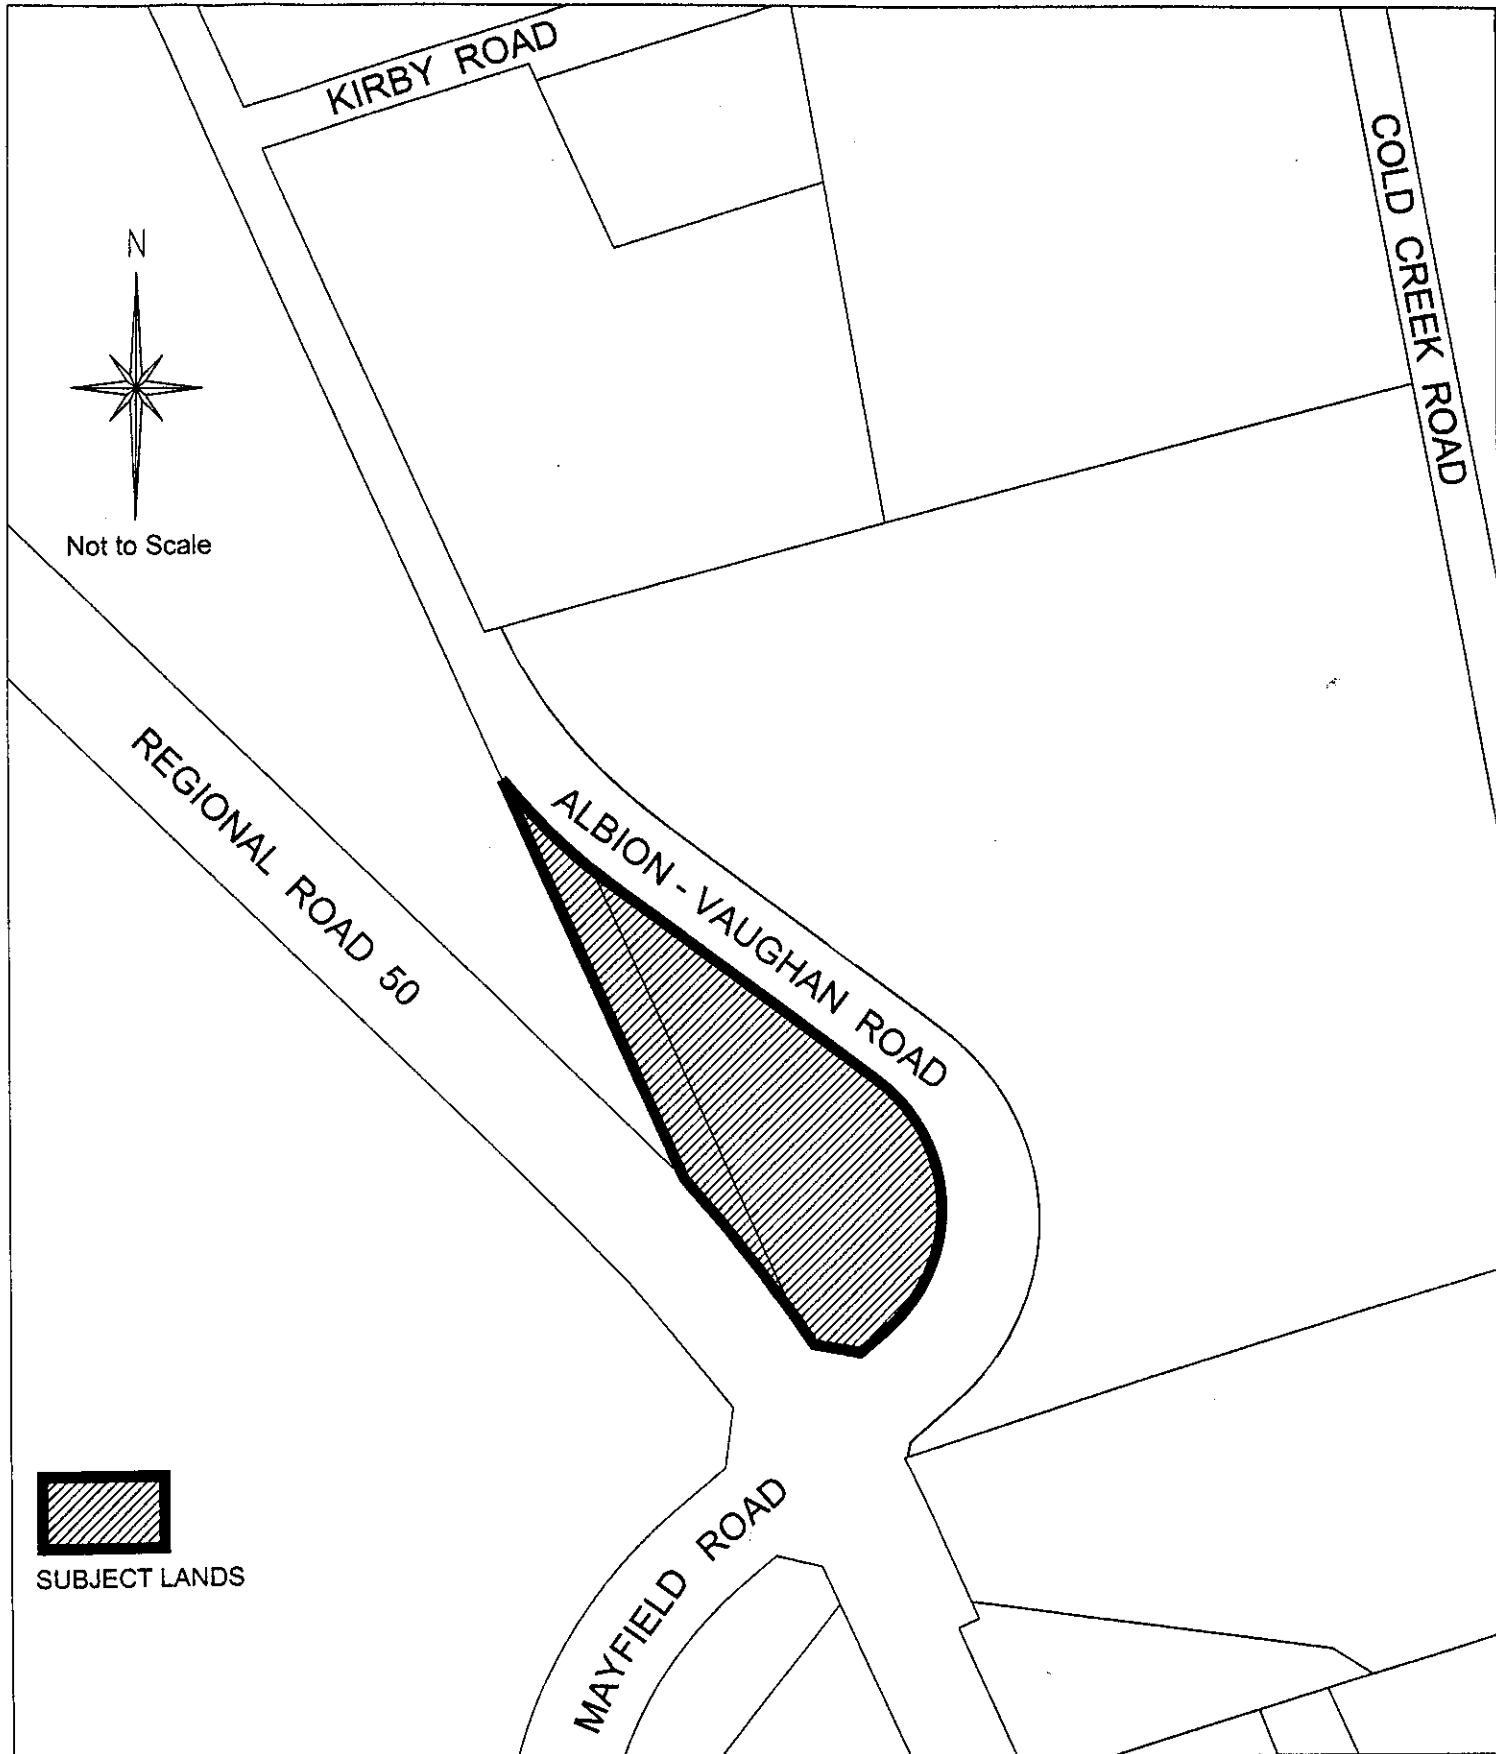 KIRBY ROAD
COLD CREEK ROAD
N
Not to Scale
REGIONAL ROAD 50
ALBION - VAUGHAN ROAD
MAYFIELD ROAD
SUBJECT LANDS